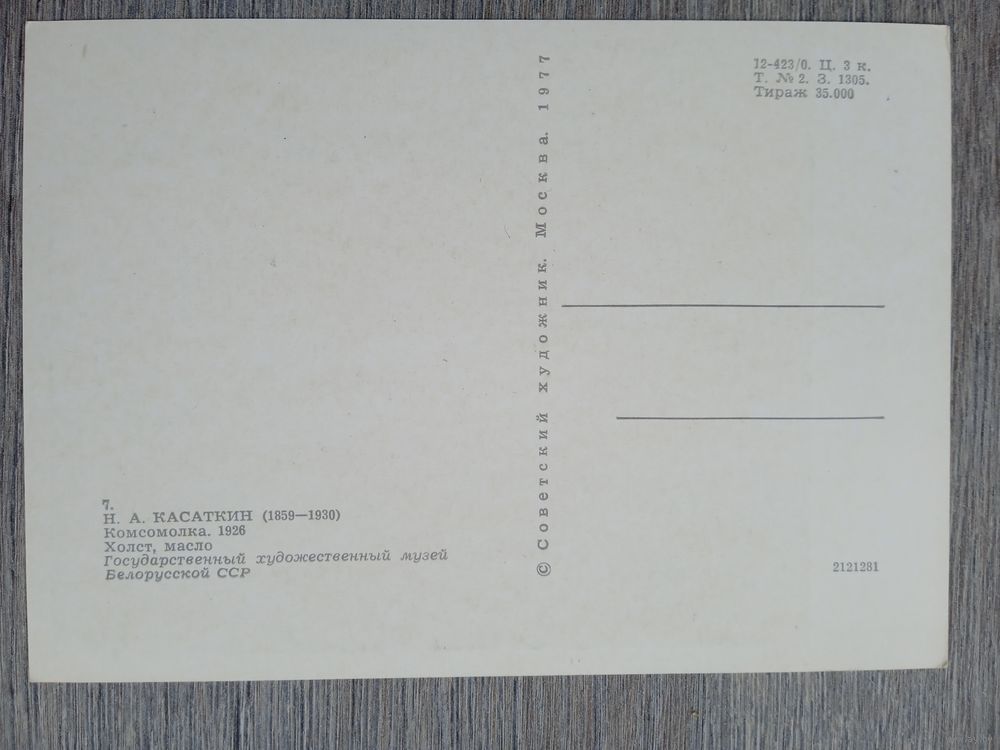 12-423/0. Ц. 3 к.
Т. № 2. З. 1305.
Тираж 35.000
© Советский художник. Москва. 1977
7.
Н. А. КАСАТКИН (1859—1930)
Комсомолка. 1926
Холст, масло
Государственный художественный музей
Белорусской ССР
2121281